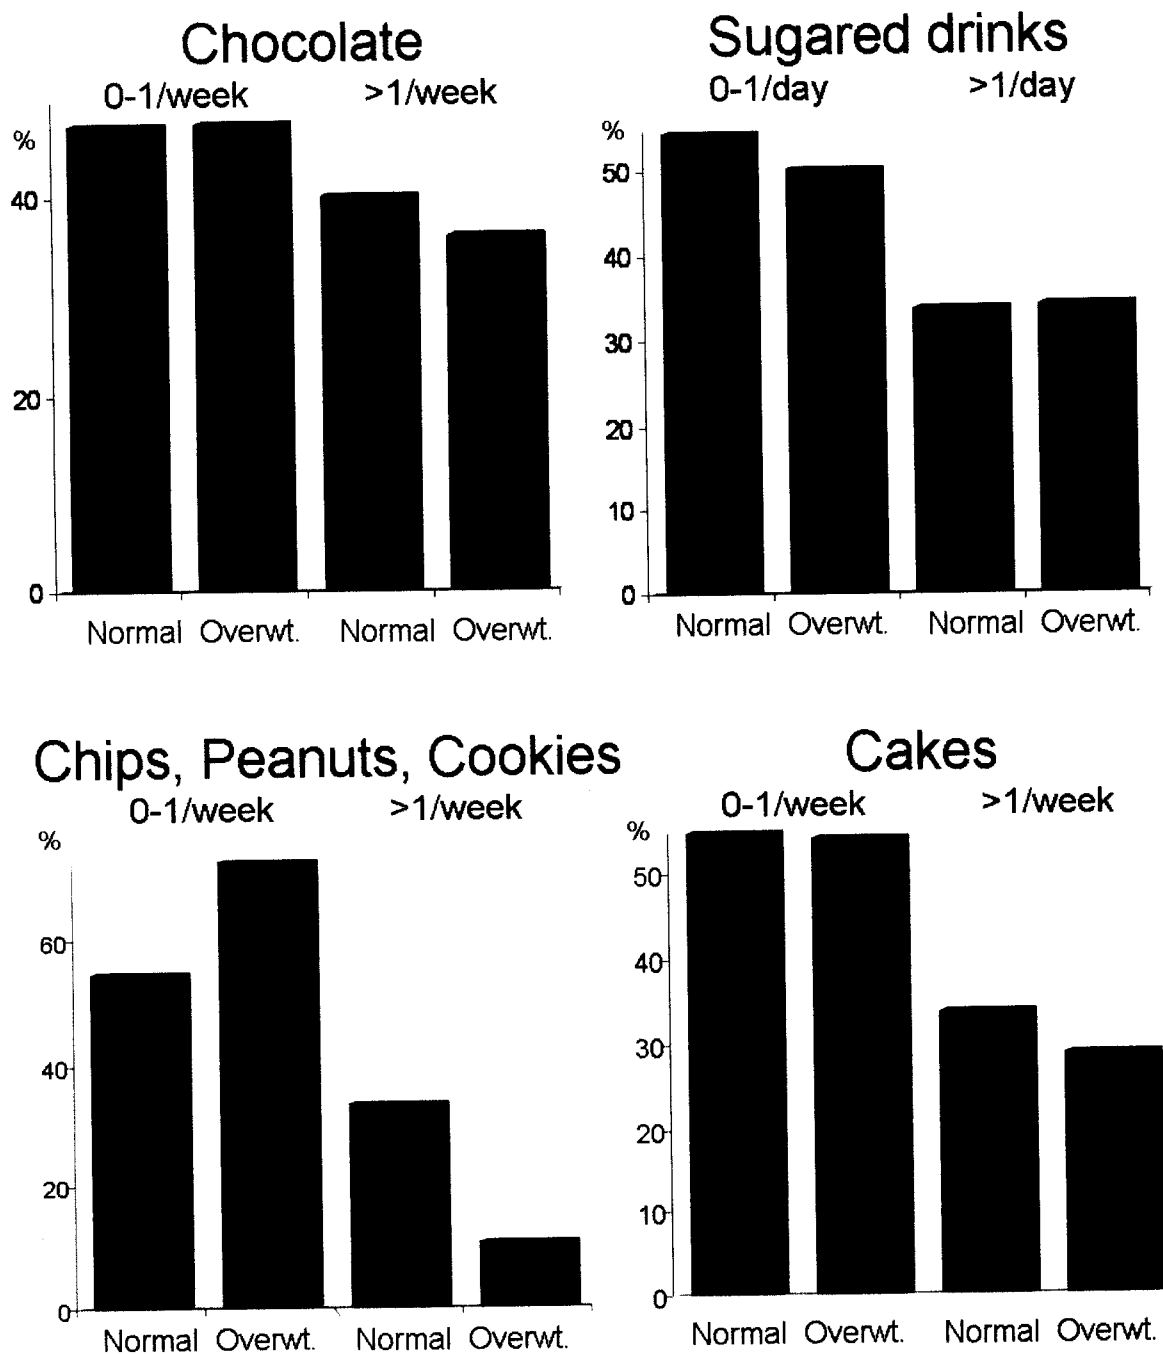 Chocolate
0-1/week >1/week
%
40
20
0
Normal Overwt. Normal Overwt.
Sugared drinks
0-1/day >1/day
%
50
40
30
20
10
0
Normal Overwt. Normal Overwt.
Chips, Peanuts, Cookies
0-1/week >1/week
%
60
40
20
0
Normal Overwt. Normal Overwt.
Cakes
0-1/week >1/week
%
50
40
30
20
10
0
Normal Overwt. Normal Overwt.